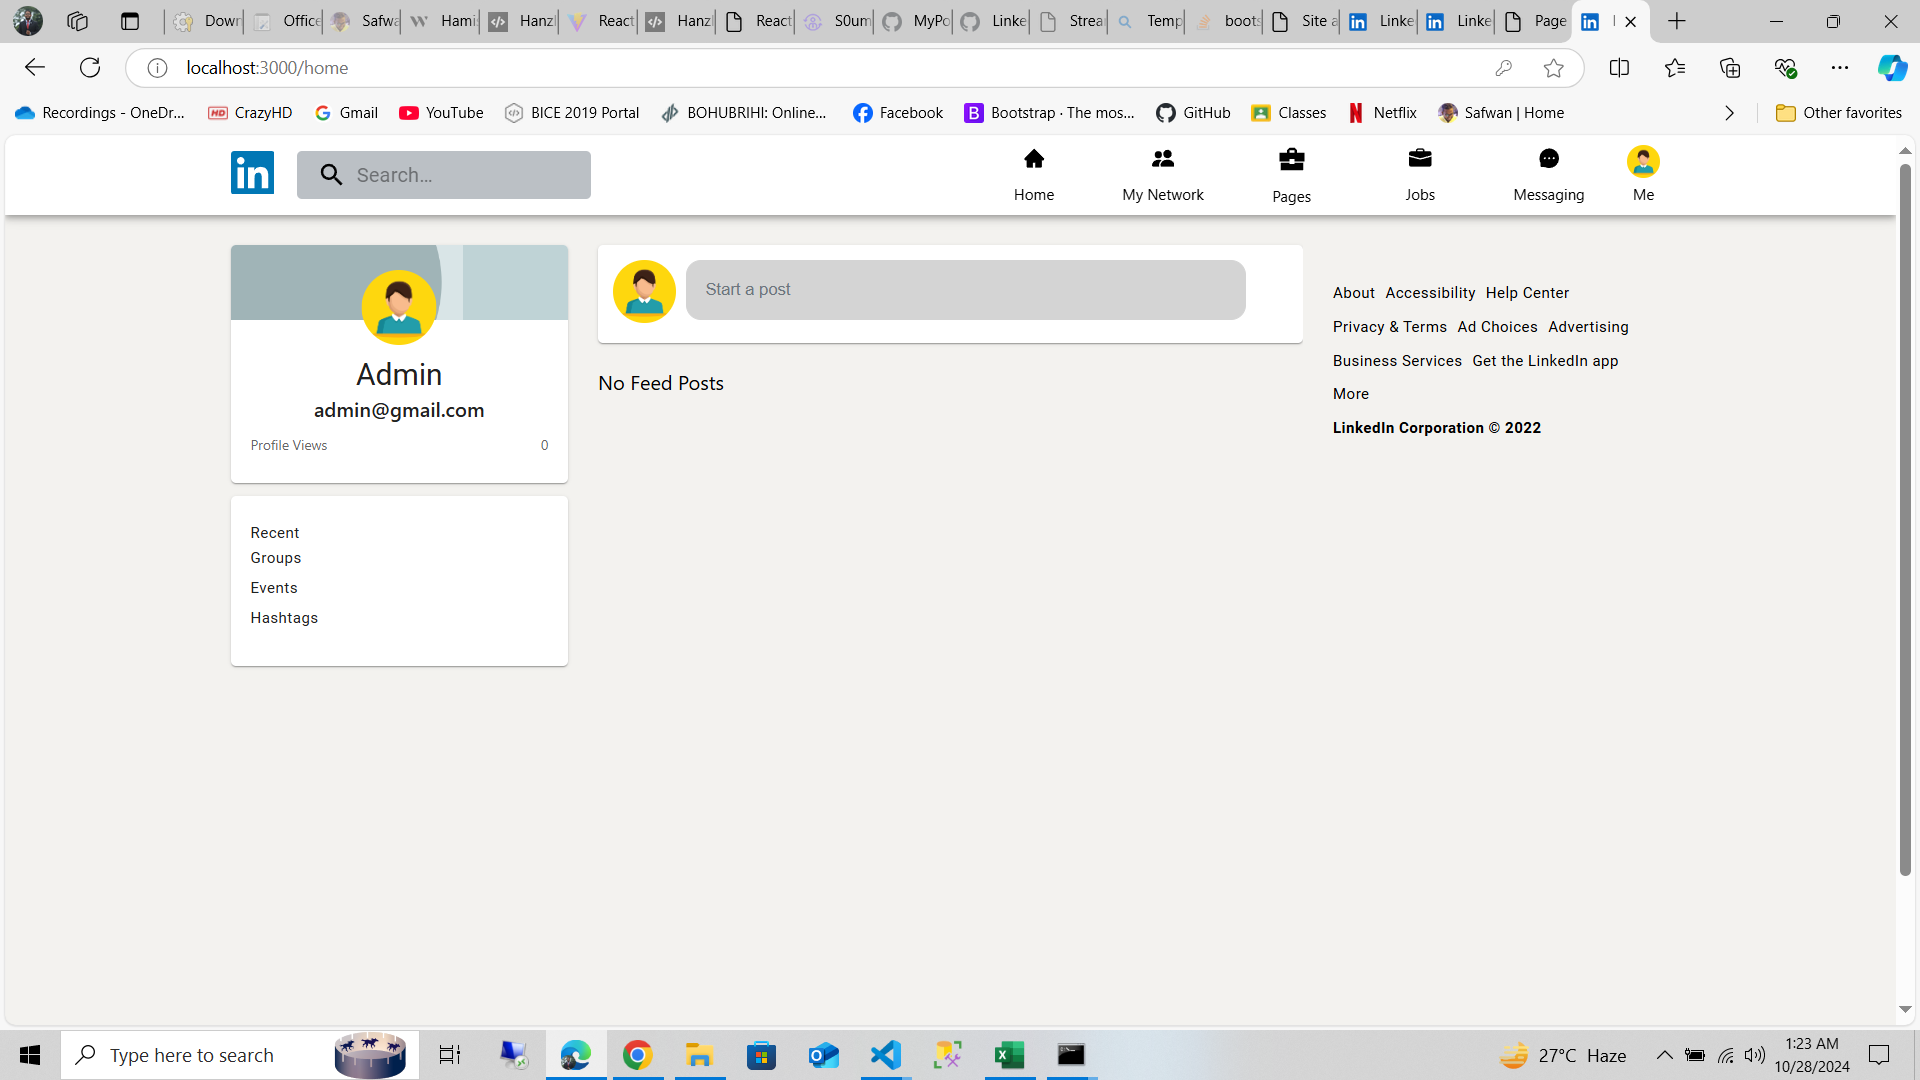 Down Office Safwa Hamis Hanzl React Hanzl React S0um MyPo Linke Strea Temp boots Site a Linke Linke Page
localhost:3000/home
Recordings - OneDr... CrazyHD Gmail YouTube BICE 2019 Portal BOHUBRIHI: Online... Facebook Bootstrap · The mos... GitHub Classes Netflix Safwan | Home Other favorites
in Search... Home My Network Pages Jobs Messaging Me
Admin
admin@gmail.com
Profile Views 0
Recent
Groups
Events
Hashtags
Start a post
No Feed Posts
About Accessibility Help Center
Privacy & Terms Ad Choices Advertising
Business Services Get the LinkedIn app
More
LinkedIn Corporation © 2022
Type here to search
27°C Haze
1:23 AM
10/28/2024